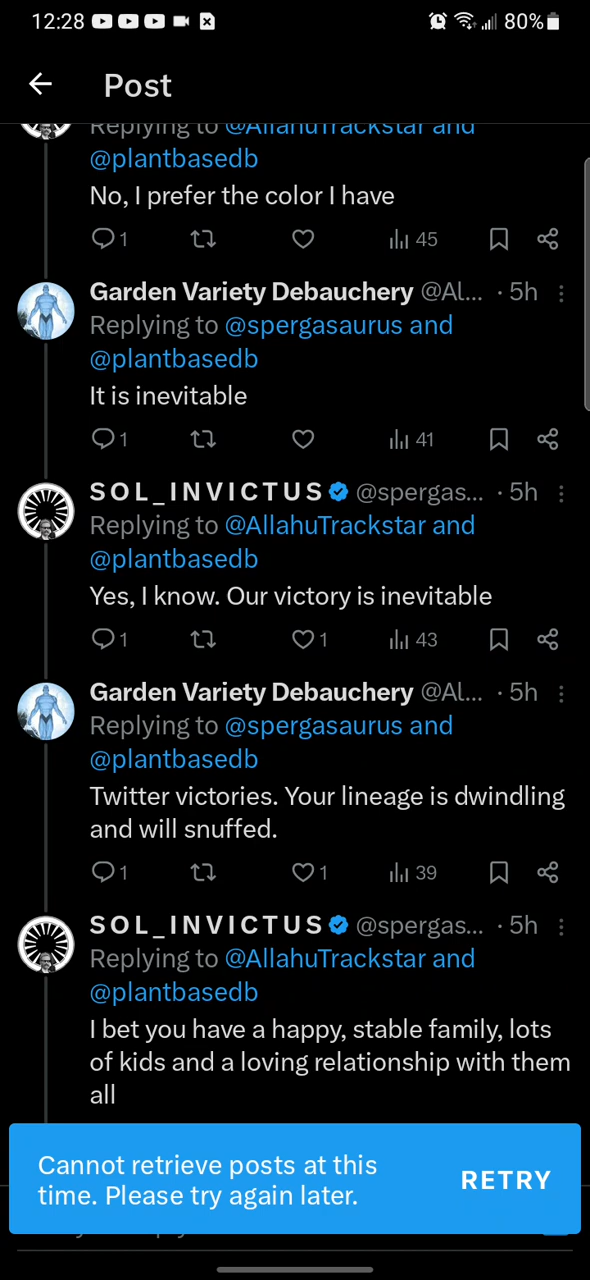 12:28 80%
Post
Replying to @AllahuTrackstar and
@plantbasedb
No, I prefer the color I have
1 45
Garden Variety Debauchery @Al... · 5h
Replying to @spergasaurus and
@plantbasedb
It is inevitable
1 41
SOL_INVICTUS @spergas... · 5h
Replying to @AllahuTrackstar and
@plantbasedb
Yes, I know. Our victory is inevitable
1 1 43
Garden Variety Debauchery @Al... · 5h
Replying to @spergasaurus and
@plantbasedb
Twitter victories. Your lineage is dwindling
and will snuffed.
1 1 39
SOL_INVICTUS @spergas... · 5h
Replying to @AllahuTrackstar and
@plantbasedb
I bet you have a happy, stable family, lots
of kids and a loving relationship with them
all
Cannot retrieve posts at this
time. Please try again later.
RETRY